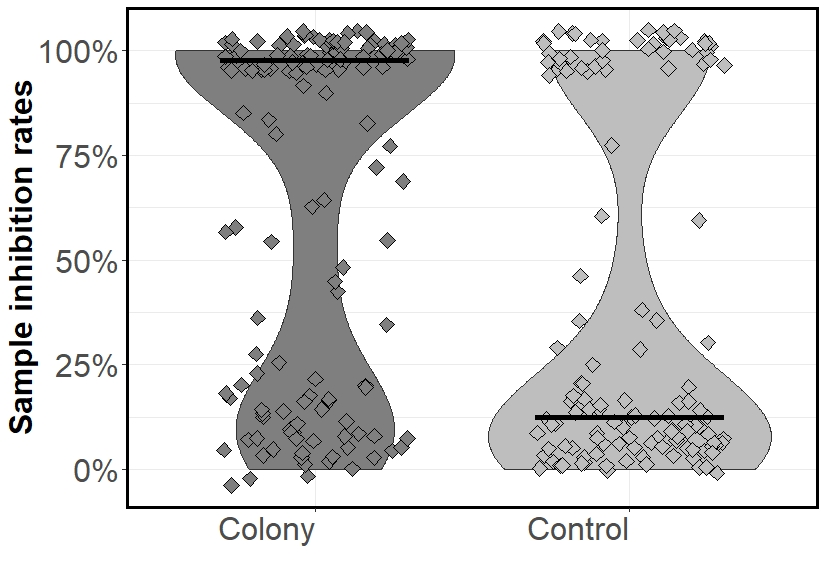 Sample inhibition rates
100%
75%
50%
25%
0%
Colony
Control